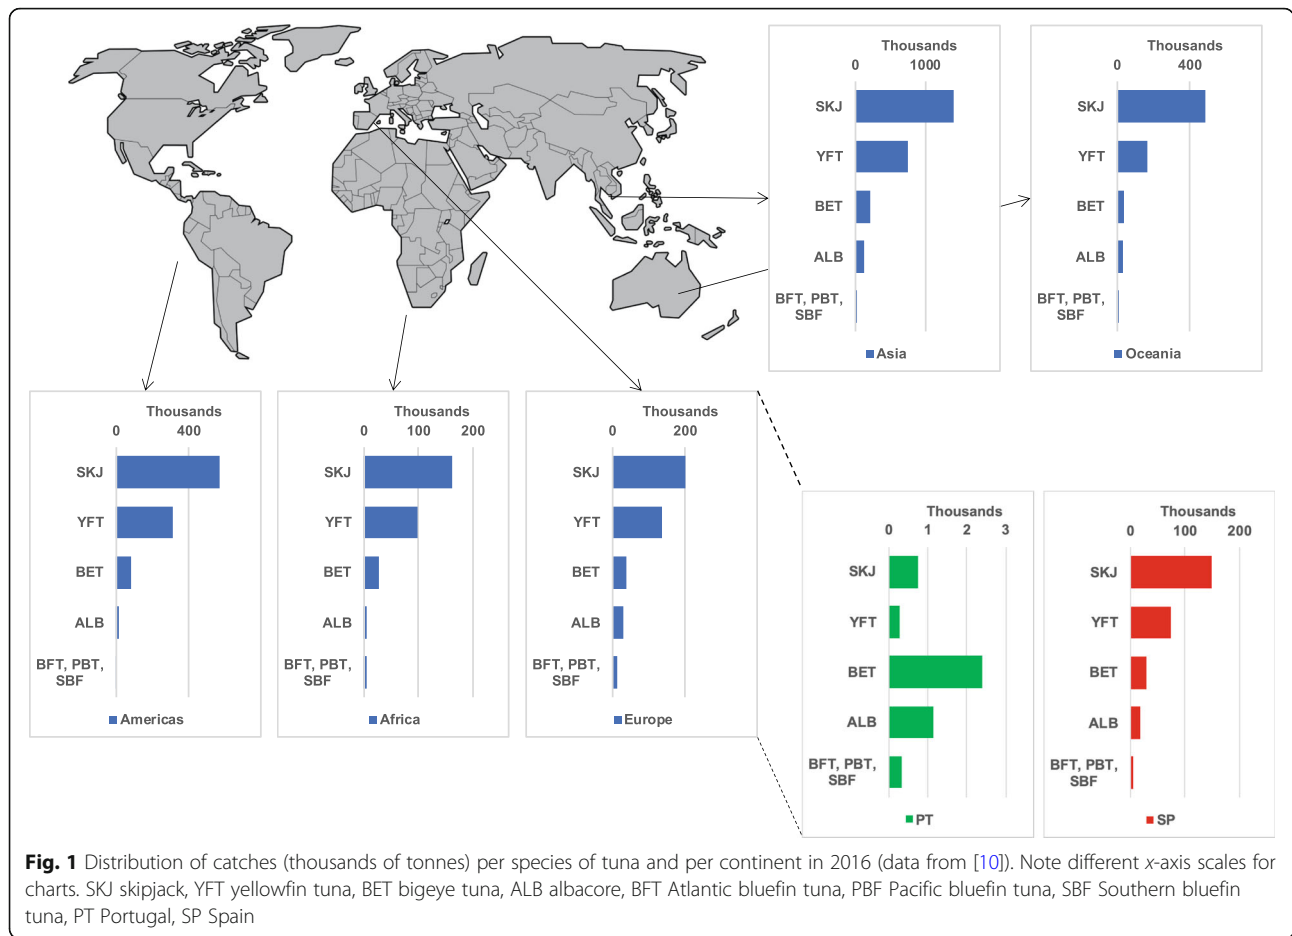 Thousands
0 1000
SKJ
YFT
BET
ALB
BFT, PBT,
SBF
Asia
Thousands
0 400
SKJ
YFT
BET
ALB
BFT, PBT,
SBF
Oceania
Thousands
0 400
SKJ
YFT
BET
ALB
BFT, PBT,
SBF
Americas
Thousands
0 100 200
SKJ
YFT
BET
ALB
BFT, PBT,
SBF
Africa
Thousands
0 200
SKJ
YFT
BET
ALB
BFT, PBT,
SBF
Europe
Thousands
0 1 2 3
SKJ
YFT
BET
ALB
BFT, PBT,
SBF
PT
Thousands
0 100 200
SKJ
YFT
BET
ALB
BFT, PBT,
SBF
SP
Fig. 1 Distribution of catches (thousands of tonnes) per species of tuna and per continent in 2016 (data from [10]). Note different x-axis scales for
charts. SKJ skipjack, YFT yellowfin tuna, BET bigeye tuna, ALB albacore, BFT Atlantic bluefin tuna, PBF Pacific bluefin tuna, SBF Southern bluefin
tuna, PT Portugal, SP Spain